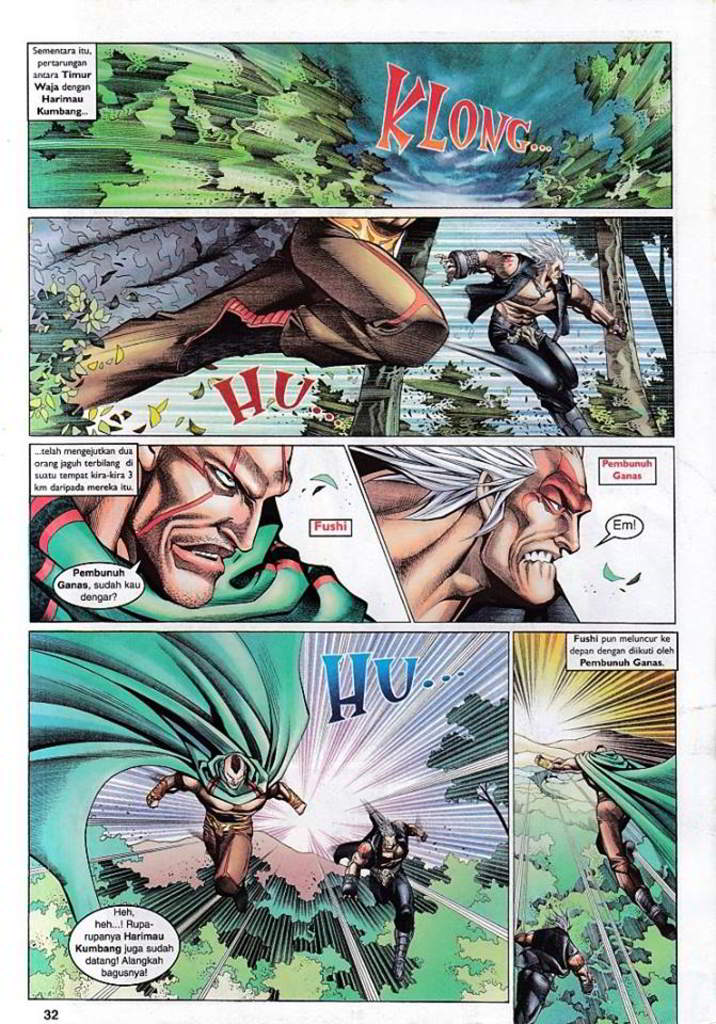 Sementara itu,
pertarungan
antara Timur
Waja dengan
Harimau
Kumbang...
KLONG...
HU...
...telah mengejutkan dua
orang jaguh terbilang di
suatu tempat kira-kira 3
km daripada mereka itu.
Fushi
Pembunuh
Ganas, sudah kau
dengar?
Pembunuh
Ganas
Em!
HU...
Heh,
heh...! Rupa-
rupanya Harimau
Kumbang juga sudah
datang! Alangkah
bagusnya!
Fushi pun meluncur ke
depan dengan diikuti oleh
Pembunuh Ganas.
32